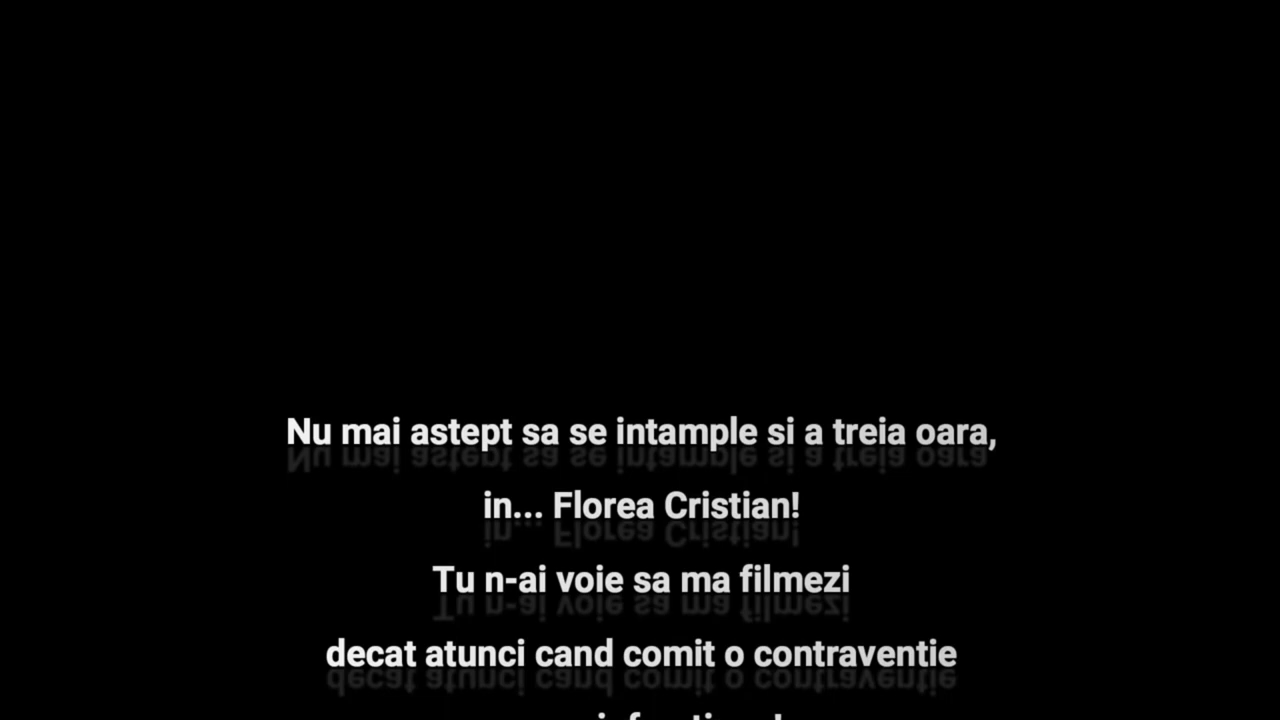 Nu mai astept sa se intample si a treia oara,
in... Florea Cristian!
Tu n-ai voie sa ma filmezi
decat atunci cand comit o contraventie